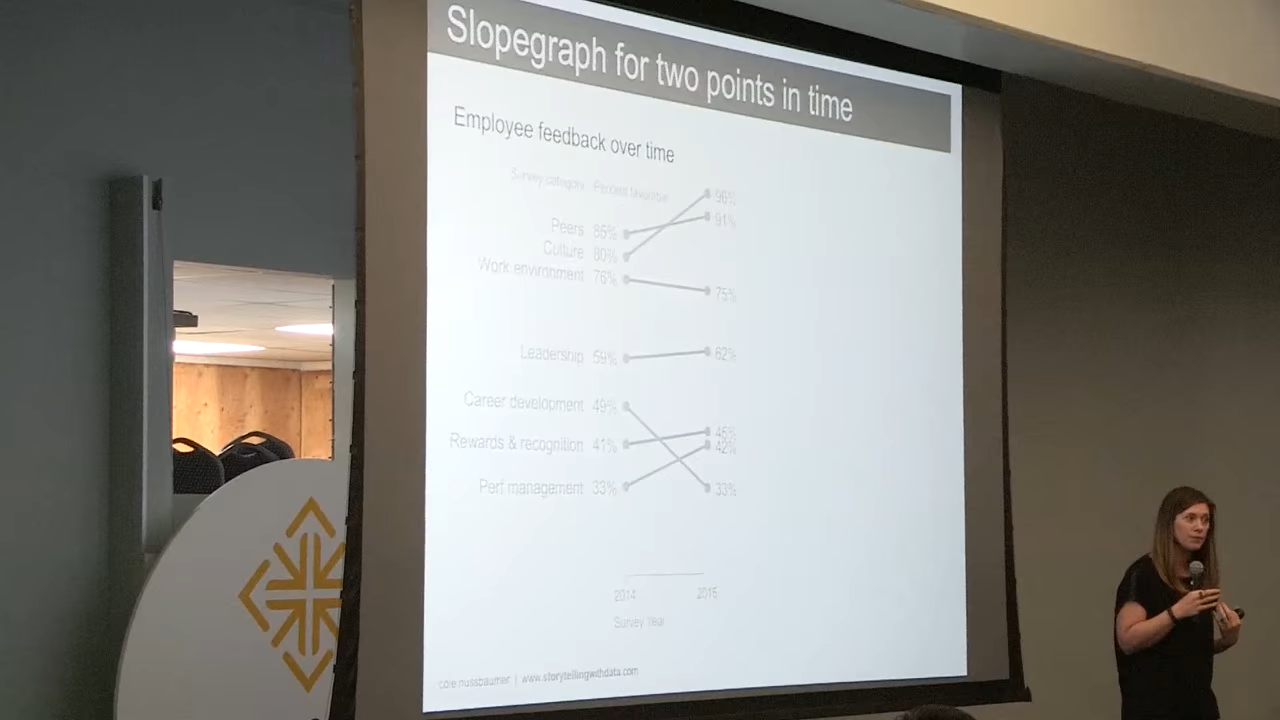 Slopegraph for two points in time
Employee feedback over time
Survey category Percent favorable
96%
91%
Peers 85%
Culture 80%
Work environment 76%
75%
Leadership 59%
62%
Career development 49%
Rewards & recognition 41%
45%
42%
Perf management 33%
33%
2014 2015
Survey Year
cole nussbaumer | www.storytellingwithdata.com